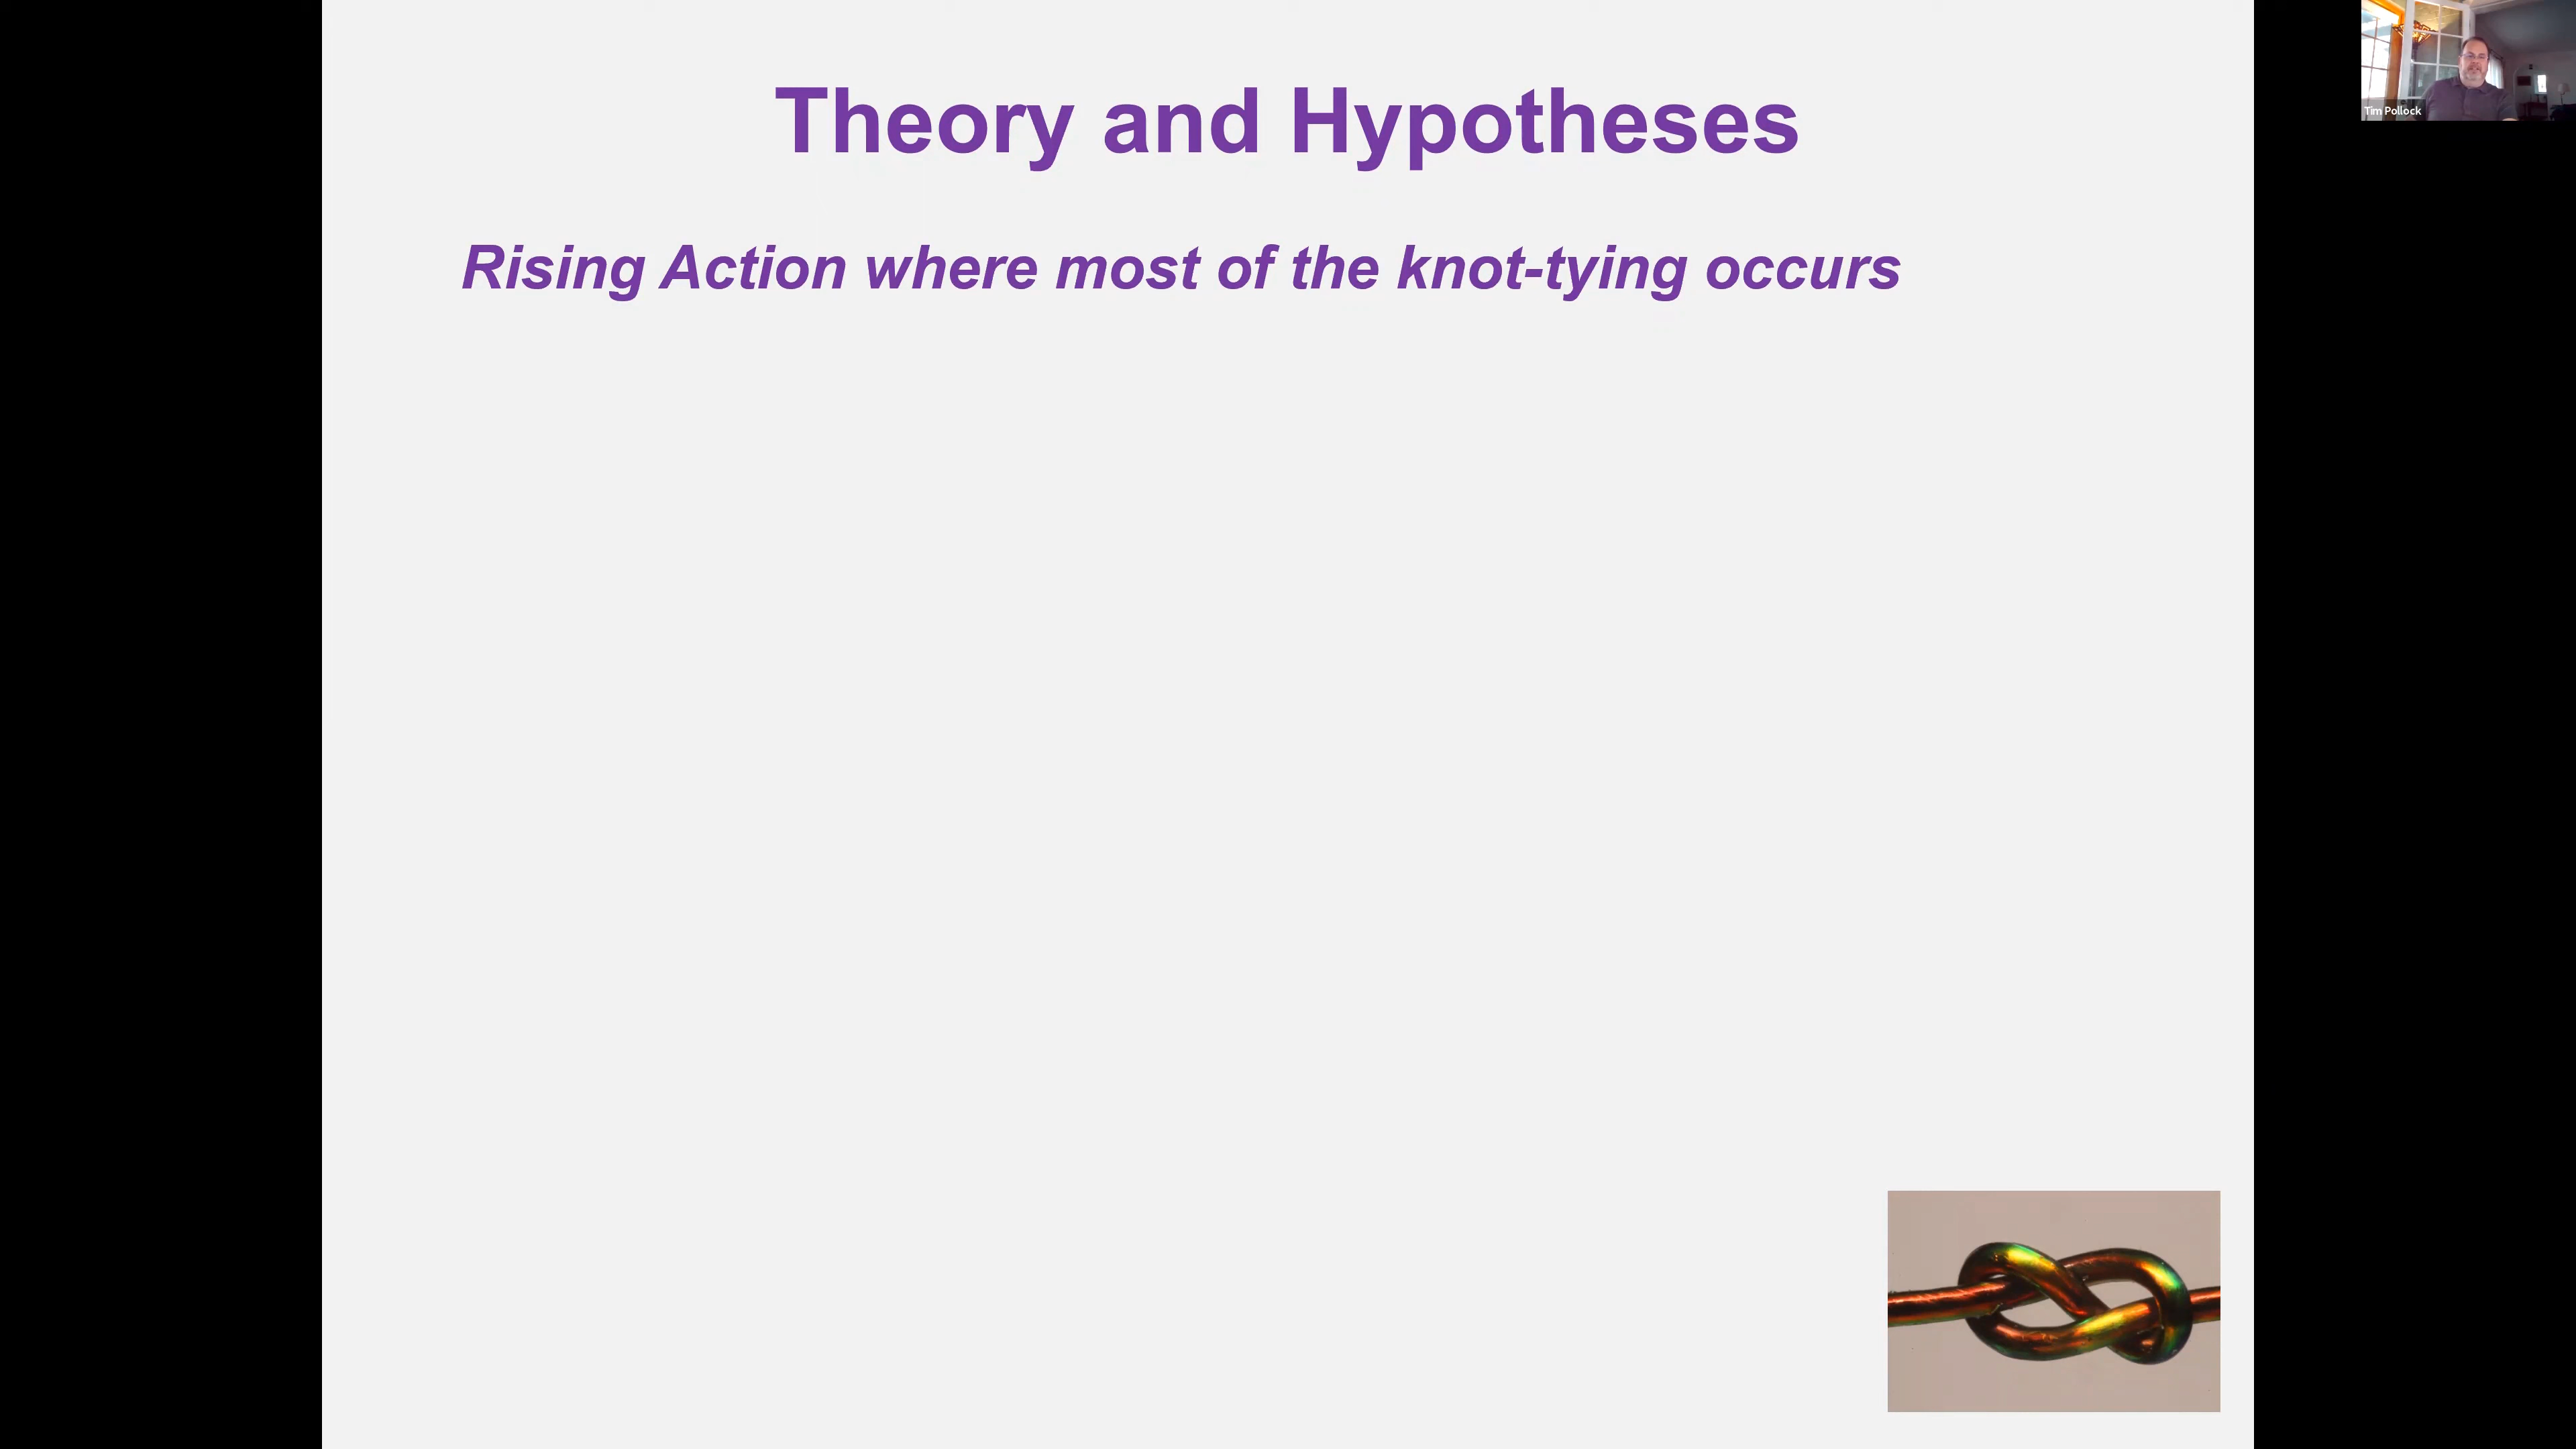 Theory and Hypotheses
Rising Action where most of the knot-tying occurs
Tim Pollock